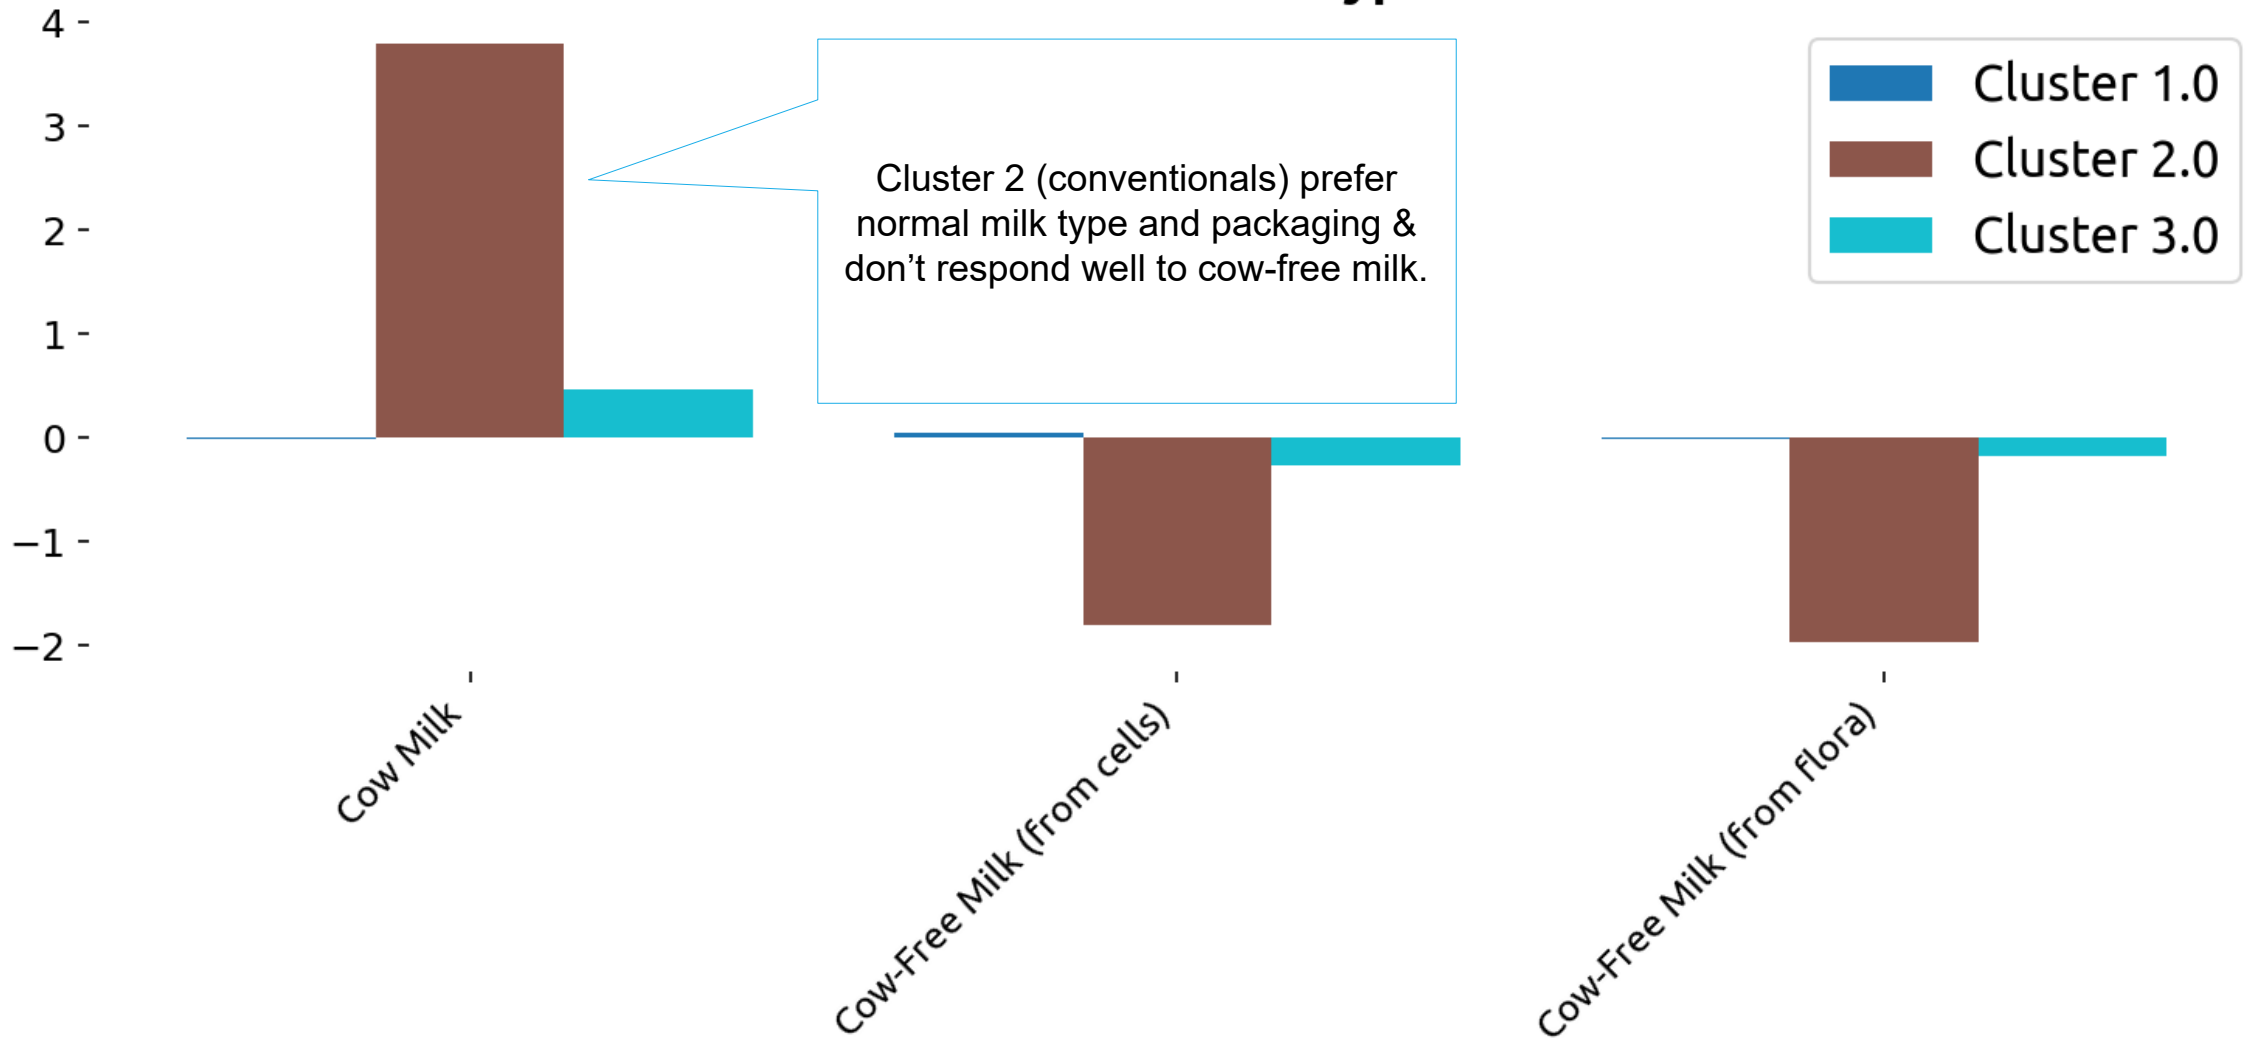 4
3
2
1
0
−1
−2
Cluster 2 (conventionals) prefer
normal milk type and packaging &
don’t respond well to cow-free milk.
Cluster 1.0
Cluster 2.0
Cluster 3.0
Cow Milk
Cow-Free Milk (from cells)
Cow-Free Milk (from flora)